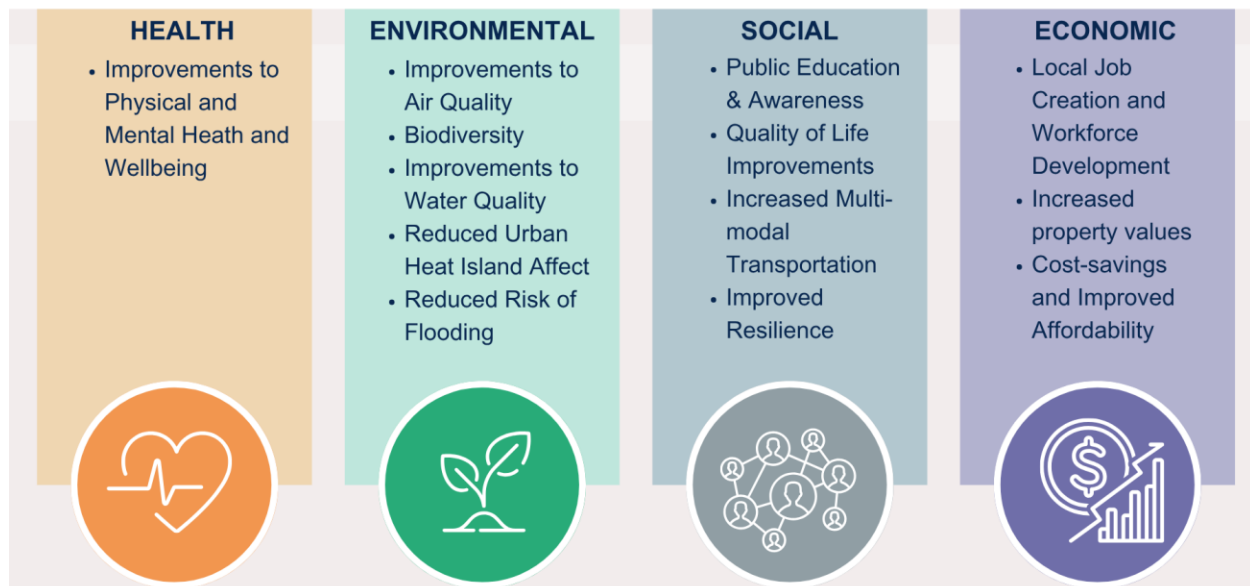 HEALTH
• Improvements to
Physical and
Mental Heath and
Wellbeing
ENVIRONMENTAL
• Improvements to
Air Quality
• Biodiversity
• Improvements to
Water Quality
• Reduced Urban
Heat Island Affect
• Reduced Risk of
Flooding
SOCIAL
• Public Education
& Awareness
• Quality of Life
Improvements
• Increased Multi-
modal
Transportation
• Improved
Resilience
ECONOMIC
• Local Job
Creation and
Workforce
Development
• Increased
property values
• Cost-savings
and Improved
Affordability
$